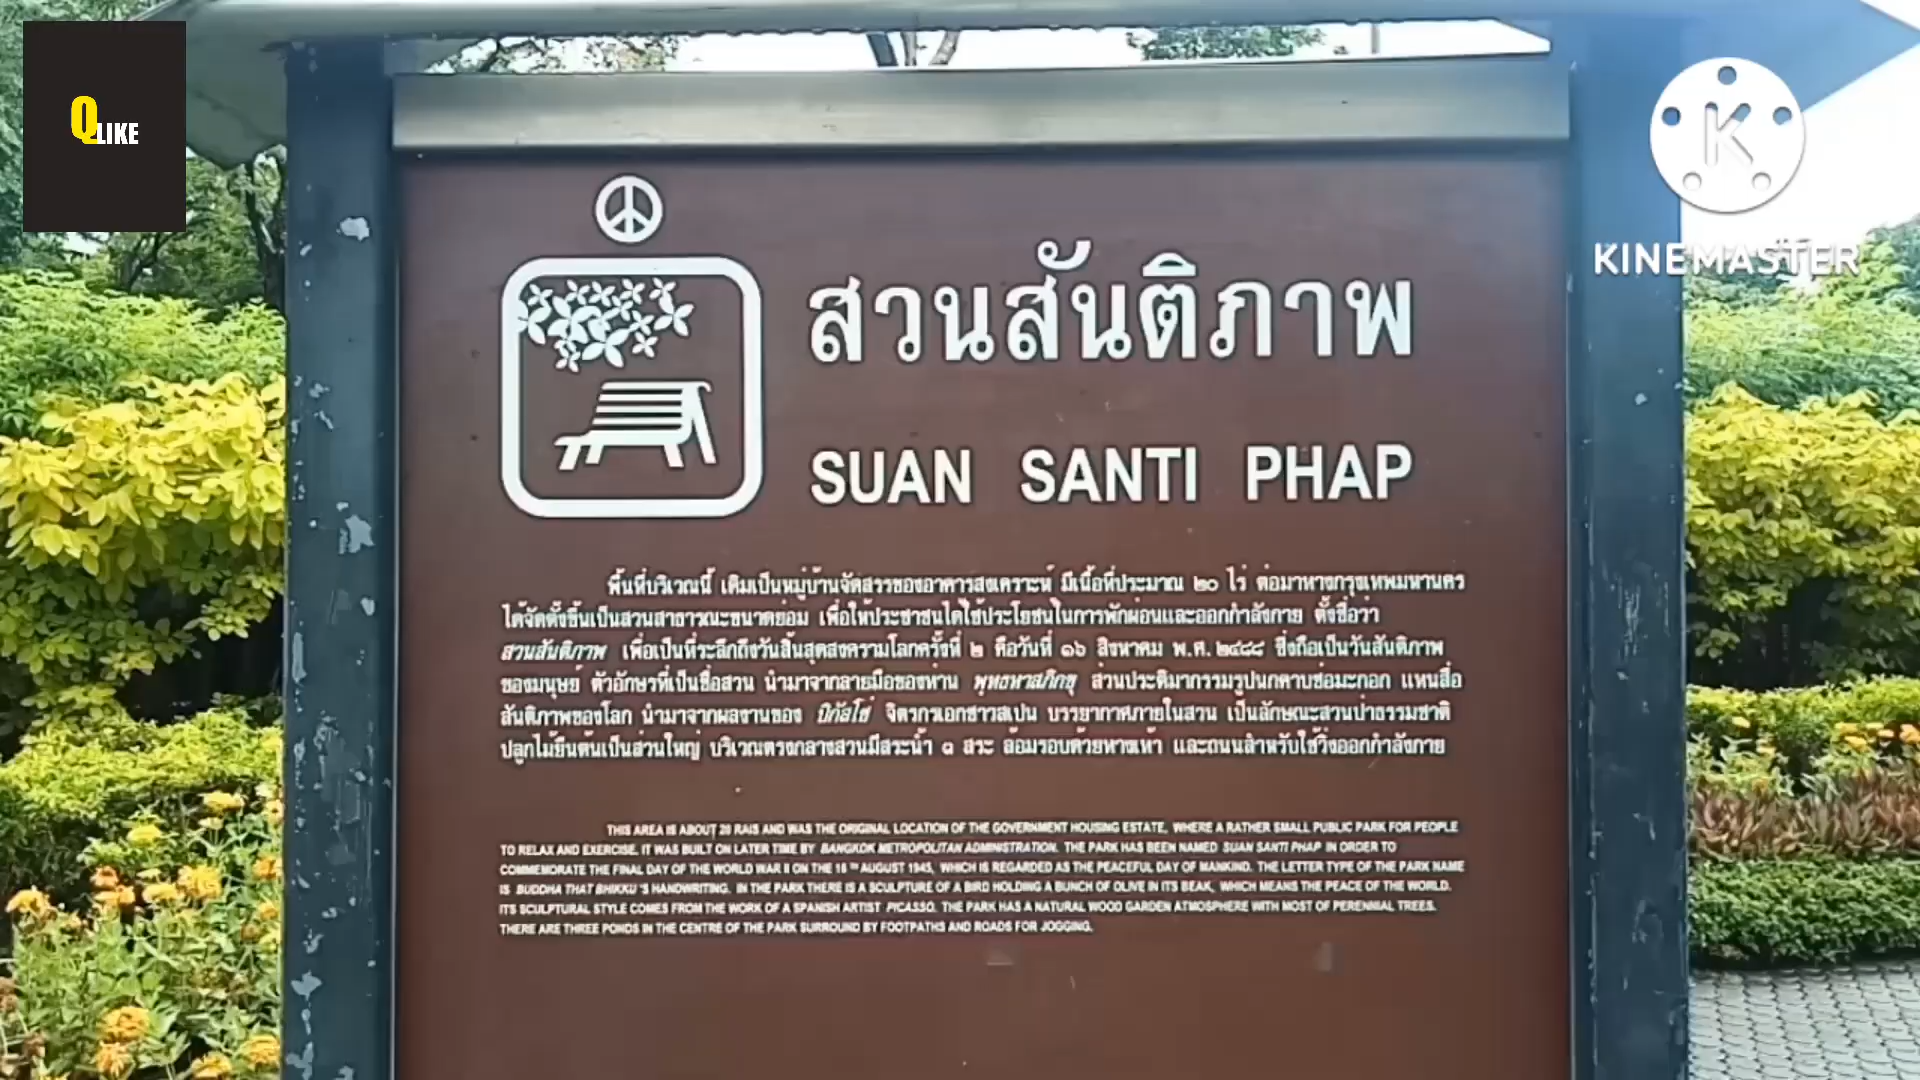 QLIKE
KINEMASTER
สวนสันติภาพ
SUAN SANTI PHAP
พื้นที่บริเวณนี้ เดิมเป็นหมู่บ้านจัดสรรของอาคารสงเคราะห์ มีเนื้อที่ประมาณ ๒๐ ไร่ ต่อมาทางกรุงเทพมหานคร
ได้จัดตั้งขึ้นเป็นสวนสาธารณะขนาดย่อม เพื่อให้ประชาชนได้ใช้ประโยชน์ในการพักผ่อนและออกกำลังกาย ตั้งชื่อว่า
สวนสันติภาพ เพื่อเป็นที่ระลึกถึงวันสิ้นสุดสงครามโลกครั้งที่ ๒ คือวันที่ ๑๖ สิงหาคม พ.ศ. ๒๔๘๘ ซึ่งถือเป็นวันสันติภาพ
ของมนุษย์ ตัวอักษรที่เป็นชื่อสวน นำมาจากลายมือของท่าน พุทธทาสภิกขุ ส่วนประติมากรรมรูปนกคาบช่อมะกอก แทนสื่อ
สันติภาพของโลก นำมาจากผลงานของ ปิกัสโซ่ จิตรกรเอกชาวสเปน บรรยากาศภายในสวน เป็นลักษณะสวนป่าธรรมชาติ
ปลูกไม้ยืนต้นเป็นส่วนใหญ่ บริเวณตรงกลางสวนมีสระน้ำ ๓ สระ ล้อมรอบด้วยทางเท้า และถนนสำหรับใช้วิ่งออกกำลังกาย
THIS AREA IS ABOUT 20 RAIS AND WAS THE ORIGINAL LOCATION OF THE GOVERNMENT HOUSING ESTATE, WHERE A RATHER SMALL PUBLIC PARK FOR PEOPLE
TO RELAX AND EXERCISE. IT WAS BUILT ON LATER TIME BY BANGKOK METROPOLITAN ADMINISTRATION. THE PARK HAS BEEN NAMED SUAN SANTI PHAP IN ORDER TO
COMMEMORATE THE FINAL DAY OF THE WORLD WAR II ON THE 16 TH AUGUST 1945, WHICH IS REGARDED AS THE PEACEFUL DAY OF MANKIND. THE LETTER TYPE OF THE PARK NAME
IS BUDDHA THAT BHIKKU 'S HANDWRITING. IN THE PARK THERE IS A SCULPTURE OF A BIRD HOLDING A BUNCH OF OLIVE IN ITS BEAK, WHICH MEANS THE PEACE OF THE WORLD.
ITS SCULPTURAL STYLE COMES FROM THE WORK OF A SPANISH ARTIST PICASSO. THE PARK HAS A NATURAL WOOD GARDEN ATMOSPHERE WITH MOST OF PERENNIAL TREES.
THERE ARE THREE PONDS IN THE CENTRE OF THE PARK SURROUND BY FOOTPATHS AND ROADS FOR JOGGING.